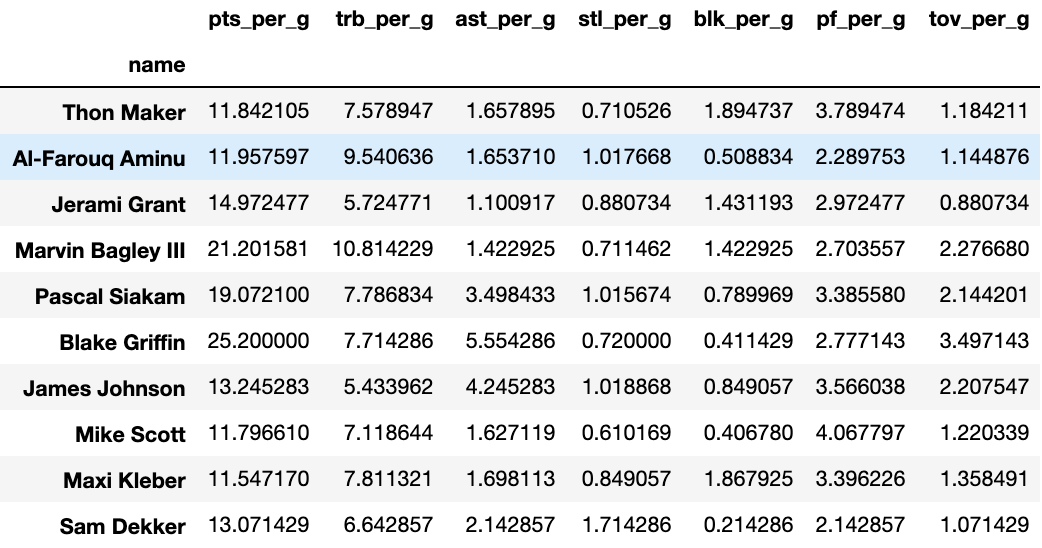 pts_per_g trb_per_g ast_per_g stl_per_g blk_per_g pf_per_g tov_per_g
name
Thon Maker 11.842105 7.578947 1.657895 0.710526 1.894737 3.789474 1.184211
Al-Farouq Aminu 11.957597 9.540636 1.653710 1.017668 0.508834 2.289753 1.144876
Jerami Grant 14.972477 5.724771 1.100917 0.880734 1.431193 2.972477 0.880734
Marvin Bagley III 21.201581 10.814229 1.422925 0.711462 1.422925 2.703557 2.276680
Pascal Siakam 19.072100 7.786834 3.498433 1.015674 0.789969 3.385580 2.144201
Blake Griffin 25.200000 7.714286 5.554286 0.720000 0.411429 2.777143 3.497143
James Johnson 13.245283 5.433962 4.245283 1.018868 0.849057 3.566038 2.207547
Mike Scott 11.796610 7.118644 1.627119 0.610169 0.406780 4.067797 1.220339
Maxi Kleber 11.547170 7.811321 1.698113 0.849057 1.867925 3.396226 1.358491
Sam Dekker 13.071429 6.642857 2.142857 1.714286 0.214286 2.142857 1.071429